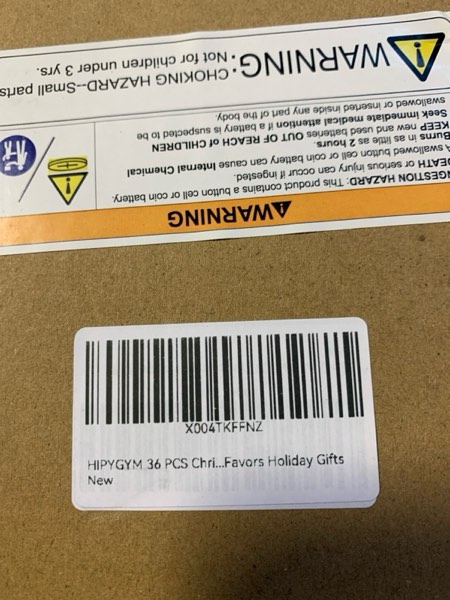 WARNING
NGESTION HAZARD: This product contains a button cell or coin battery.
DEATH or serious injury can occur if ingested.
A swallowed button cell or coin battery can cause Internal Chemical
Burns in as little as 2 hours.
KEEP new and used batteries OUT OF REACH of CHILDREN
Seek immediate medical attention if a battery is suspected to be
swallowed or inserted inside any part of the body.
WARNING:
CHOKING HAZARD--Small parts
Not for children under 3 yrs.
X004TKFFNZ
HIPYGYM 36 PCS Chri...Favors Holiday Gifts
New